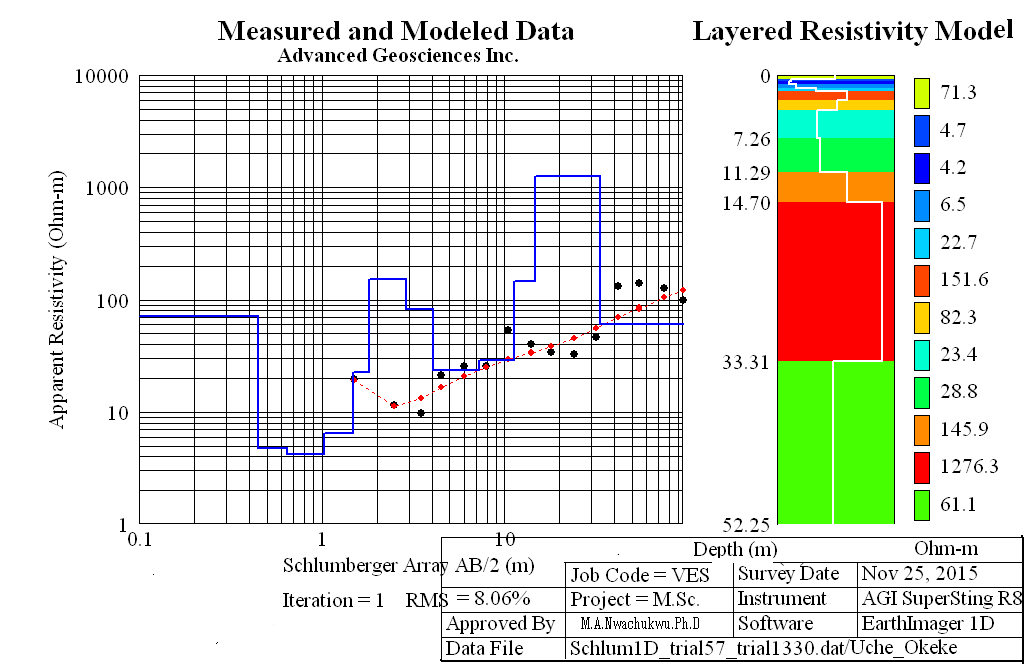 Measured and Modeled Data
Advanced Geosciences Inc.
Layered Resistivity Model
Apparent Resistivity (Ohm-m)
10000
1000
100
10
1
0.1
1
10
Schlumberger Array AB/2 (m)
Iteration = 1 RMS = 8.06%
0
7.26
11.29
14.70
33.31
52.25
Depth (m)
71.3
4.7
4.2
6.5
22.7
151.6
82.3
23.4
28.8
145.9
1276.3
61.1
Ohm-m
Job Code = VES
Survey Date
Nov 25, 2015
Project = M.Sc.
Instrument
AGI SuperSting R8
Approved By
M.A.Nwachukwu.Ph.D
Software
EarthImager 1D
Data File
Schlum1D_trial57_trial1330.dat/Uche_Okeke